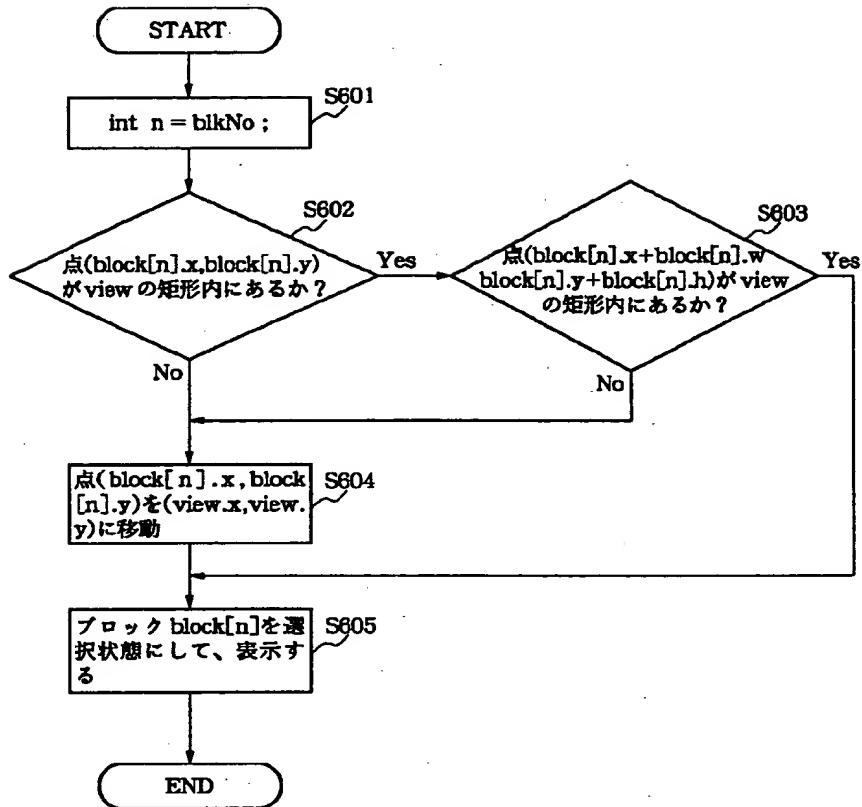 START
S601
int n = blkNo ;
S602
点(block[n].x,block[n].y)
がviewの矩形内にあるか？
Yes
No
S603
点(block[n].x+block[n].w
block[n].y+block[n].h)がview
の矩形内にあるか？
Yes
No
S604
点(block[n].x,block
[n].y)を(view.x,view.
y)に移動
S605
ブロックblock[n]を選
択状態にして、表示す
る
END